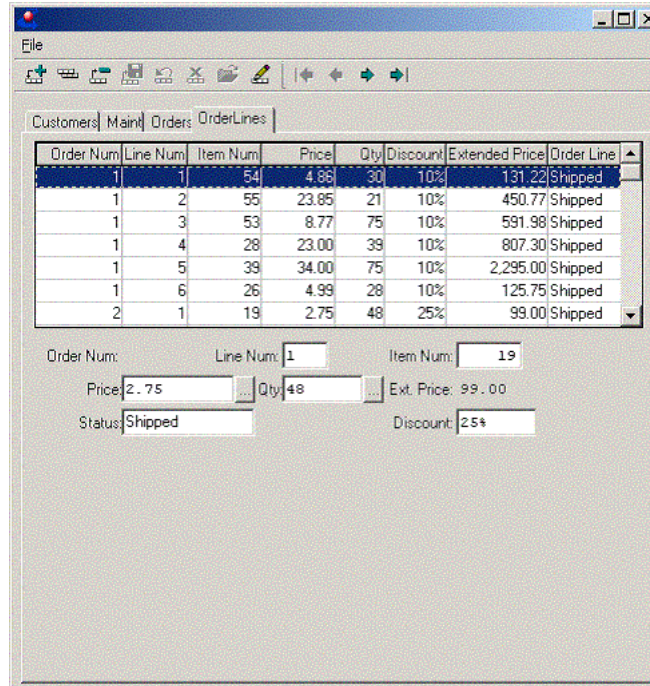 File
Customers Maint Orders OrderLines
Order Num Line Num Item Num Price Qty Discount Extended Price Order Line
1 1 54 4.86 30 10% 131.22 Shipped
1 2 55 23.85 21 10% 450.77 Shipped
1 3 53 8.77 75 10% 591.98 Shipped
1 4 28 23.00 39 10% 807.30 Shipped
1 5 39 34.00 75 10% 2,295.00 Shipped
1 6 26 4.99 28 10% 125.75 Shipped
2 1 19 2.75 48 25% 99.00 Shipped
Order Num: Line Num: 1 Item Num: 19
Price: 2.75 ... Qty: 48 ... Ext. Price: 99.00
Status: Shipped Discount: 25%